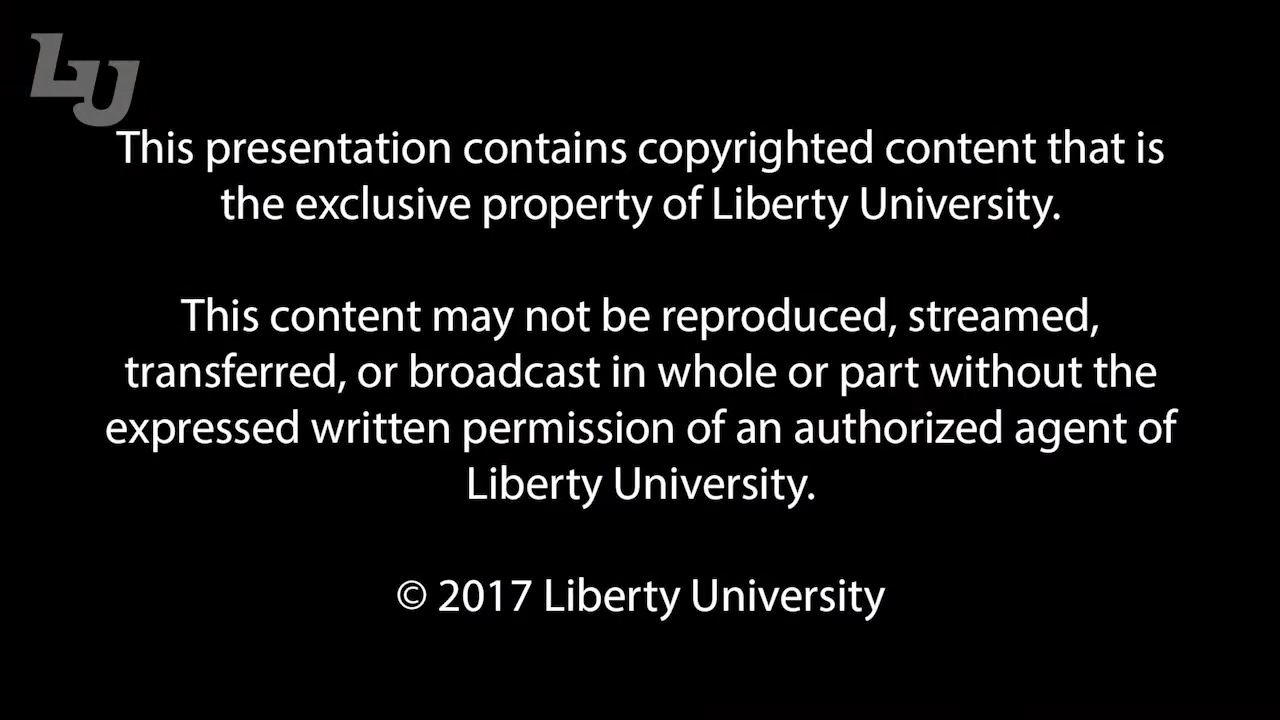 LU
This presentation contains copyrighted content that is
the exclusive property of Liberty University.
This content may not be reproduced, streamed,
transferred, or broadcast in whole or part without the
expressed written permission of an authorized agent of
Liberty University.
© 2017 Liberty University